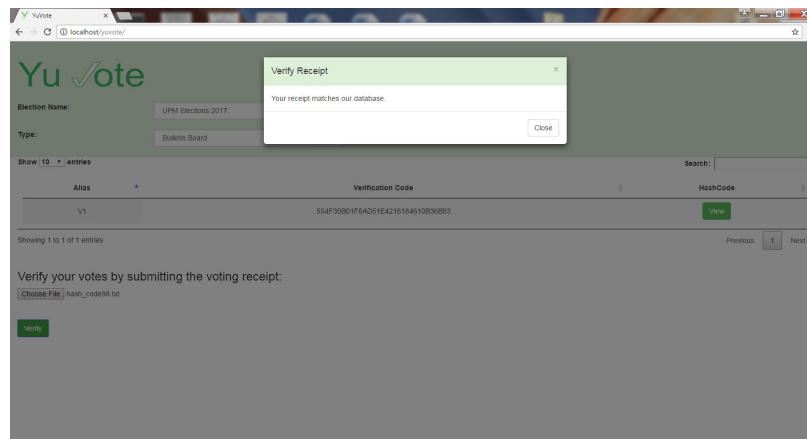 YuVote
localhost/yuvote/
Yu Vote
Verify Receipt
×
Your receipt matches our database.
Close
Election Name:
UPM Elections 2017
Type:
Bulletin Board
Show 10 entries
Search:
Alias Verification Code HashCode
V1 View
Showing 1 to 1 of 1 entries
Previous 1 Next
Verify your votes by submitting the voting receipt:
Choose File hash_code98.txt
Verify